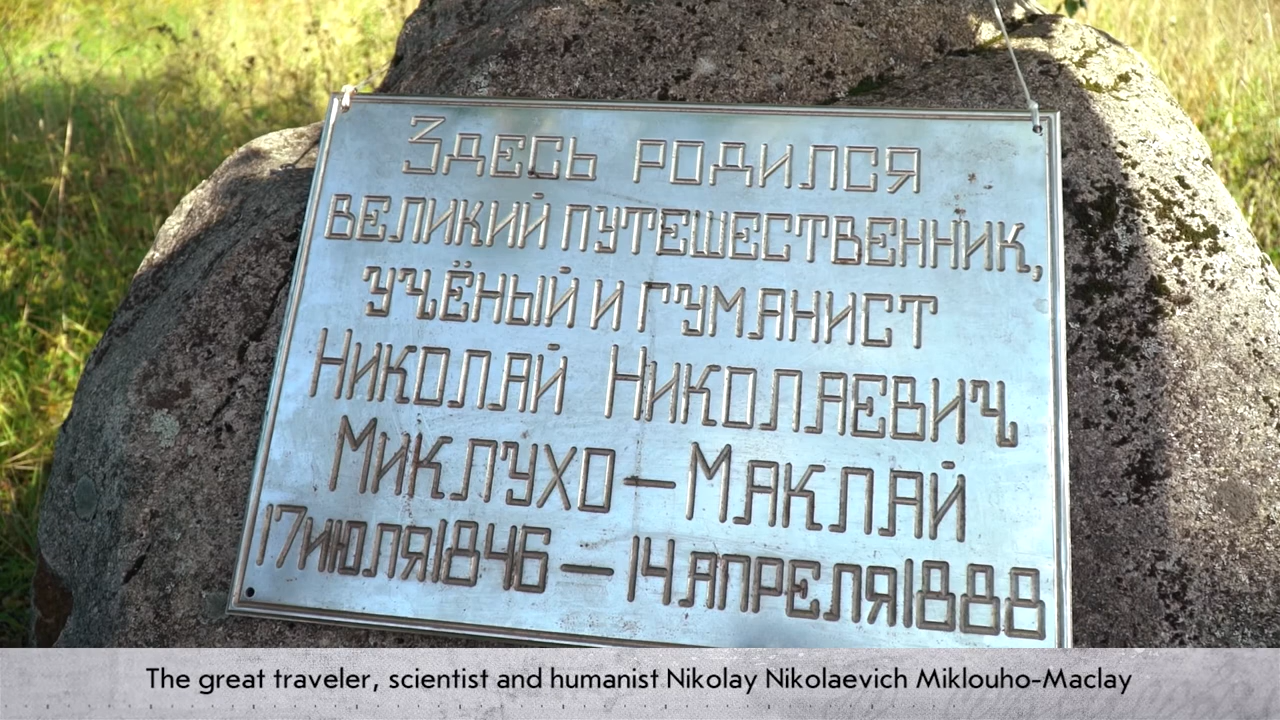 Здесь родился
великий путешественник,
учёный и гуманист
Николай Николаевич
Миклухо – Маклай
17 июля 1846 – 14 апреля 1888
The great traveler, scientist and humanist Nikolay Nikolaevich Miklouho-Maclay